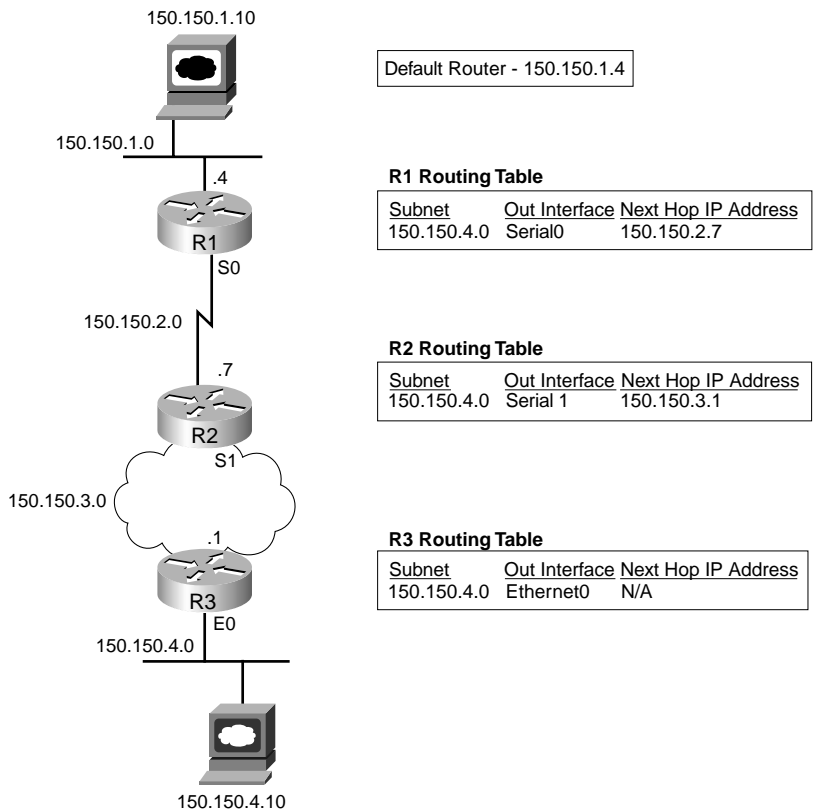 150.150.1.10
Default Router - 150.150.1.4
150.150.1.0
.4
R1
S0
R1 Routing Table
Subnet Out Interface Next Hop IP Address
150.150.4.0 Serial0 150.150.2.7
150.150.2.0
.7
R2
S1
R2 Routing Table
Subnet Out Interface Next Hop IP Address
150.150.4.0 Serial 1 150.150.3.1
150.150.3.0
.1
R3
E0
R3 Routing Table
Subnet Out Interface Next Hop IP Address
150.150.4.0 Ethernet0 N/A
150.150.4.0
150.150.4.10